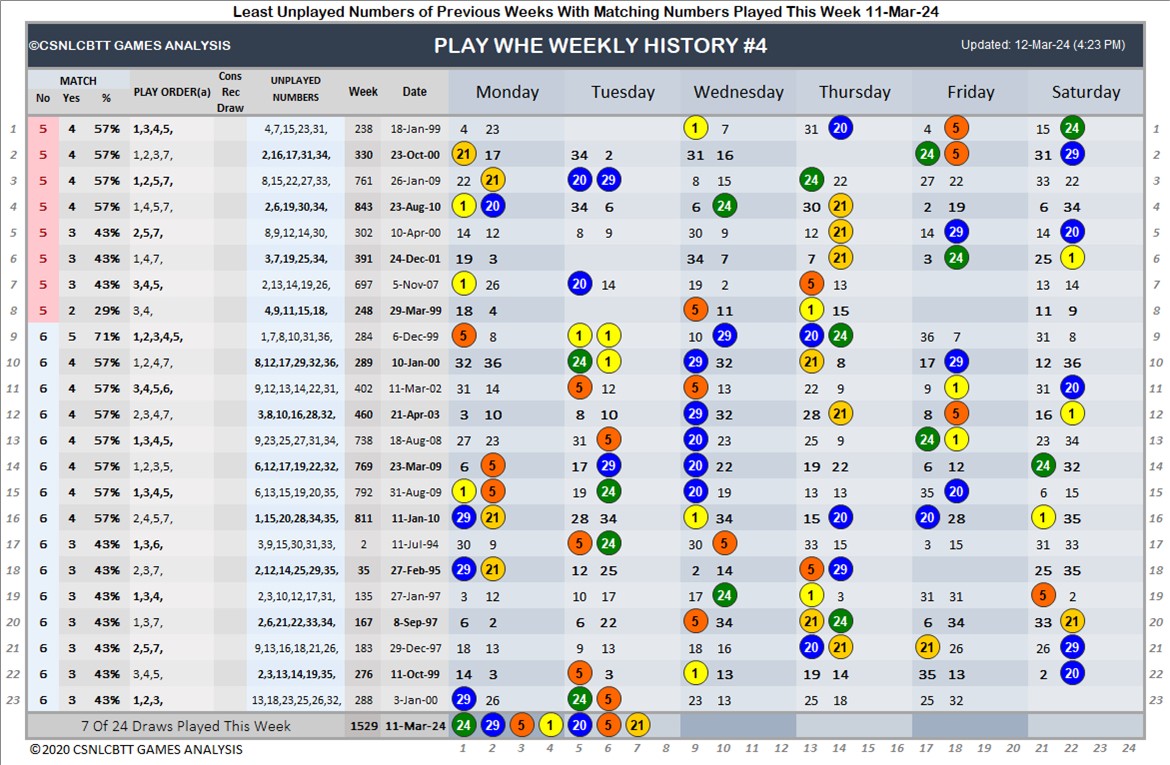 Least Unplayed Numbers of Previous Weeks With Matching Numbers Played This Week 11-Mar-24
©CSNLCBTT GAMES ANALYSIS PLAY WHE WEEKLY HISTORY #4 Updated: 12-Mar-24 (4:23 PM)
MATCH No Yes % PLAY ORDER(a) Cons Rec Draw UNPLAYED NUMBERS Week Date Monday Tuesday Wednesday Thursday Friday Saturday
1 5 4 57% 1,3,4,5, 4,7,15,23,31, 238 18-Jan-99 4 23 1 7 31 20 4 5 15 24 1
2 5 4 57% 1,2,3,7, 2,16,17,31,34, 330 23-Oct-00 21 17 34 2 31 16 24 5 31 29 2
3 5 4 57% 1,2,5,7, 8,15,22,27,33, 761 26-Jan-09 22 21 20 29 8 15 24 22 27 22 33 22 3
4 5 4 57% 1,4,5,7, 2,6,19,30,34, 843 23-Aug-10 1 20 34 6 6 24 30 21 2 19 6 34 4
5 5 3 43% 2,5,7, 8,9,12,14,30, 302 10-Apr-00 14 12 8 9 30 9 12 21 14 29 14 20 5
6 5 3 43% 1,4,7, 3,7,19,25,34, 391 24-Dec-01 19 3 34 7 7 21 3 24 25 1 6
7 5 3 43% 3,4,5, 2,13,14,19,26, 697 5-Nov-07 1 26 20 14 19 2 5 13 13 14 7
8 5 2 29% 3,4, 4,9,11,15,18, 248 29-Mar-99 18 4 5 11 1 15 11 9 8
9 6 5 71% 1,2,3,4,5, 1,7,8,10,31,36, 284 6-Dec-99 5 8 1 1 10 29 20 24 36 7 31 8 9
10 6 4 57% 1,2,4,7, 8,12,17,29,32,36, 289 10-Jan-00 32 36 24 1 29 32 21 8 17 29 12 36 10
11 6 4 57% 3,4,5,6, 9,12,13,14,22,31, 402 11-Mar-02 31 14 5 12 5 13 22 9 9 1 31 20 11
12 6 4 57% 2,3,4,7, 3,8,10,16,28,32, 460 21-Apr-03 3 10 8 10 29 32 28 21 8 5 16 1 12
13 6 4 57% 1,3,4,5, 9,23,25,27,31,34, 738 18-Aug-08 27 23 31 5 20 23 25 9 24 1 23 34 13
14 6 4 57% 1,2,3,5, 6,12,17,19,22,32, 769 23-Mar-09 6 5 17 29 20 22 19 22 6 12 24 32 14
15 6 4 57% 1,3,4,5, 6,13,15,19,20,35, 792 31-Aug-09 1 5 19 24 20 19 13 13 35 20 6 15 15
16 6 4 57% 2,4,5,7, 1,15,20,28,34,35, 811 11-Jan-10 29 21 28 34 1 34 15 20 20 28 1 35 16
17 6 3 43% 1,3,6, 3,9,15,30,31,33, 2 11-Jul-94 30 9 5 24 30 5 33 15 3 15 31 33 17
18 6 3 43% 2,3,7, 2,12,14,25,29,35, 35 27-Feb-95 29 21 12 25 2 14 5 29 25 35 18
19 6 3 43% 1,3,4, 2,3,10,12,17,31, 135 27-Jan-97 3 12 10 17 17 24 1 3 31 31 5 2 19
20 6 3 43% 1,3,7, 2,6,21,22,33,34, 167 8-Sep-97 6 2 6 22 5 34 21 24 6 34 33 21 20
21 6 3 43% 2,5,7, 9,13,16,18,21,26, 183 29-Dec-97 18 13 9 13 18 16 20 21 21 26 26 29 21
22 6 3 43% 3,4,5, 2,3,13,14,19,35, 276 11-Oct-99 14 3 5 3 1 13 19 14 35 13 2 20 22
23 6 3 43% 1,2,3, 13,18,23,25,26,32, 288 3-Jan-00 29 26 24 5 23 13 25 18 25 32 23
7 Of 24 Draws Played This Week 1529 11-Mar-24 24 29 5 1 20 5 21
©2020 CSNLCBTT GAMES ANALYSIS 1 2 3 4 5 6 7 8 9 10 11 12 13 14 15 16 17 18 19 20 21 22 23 24